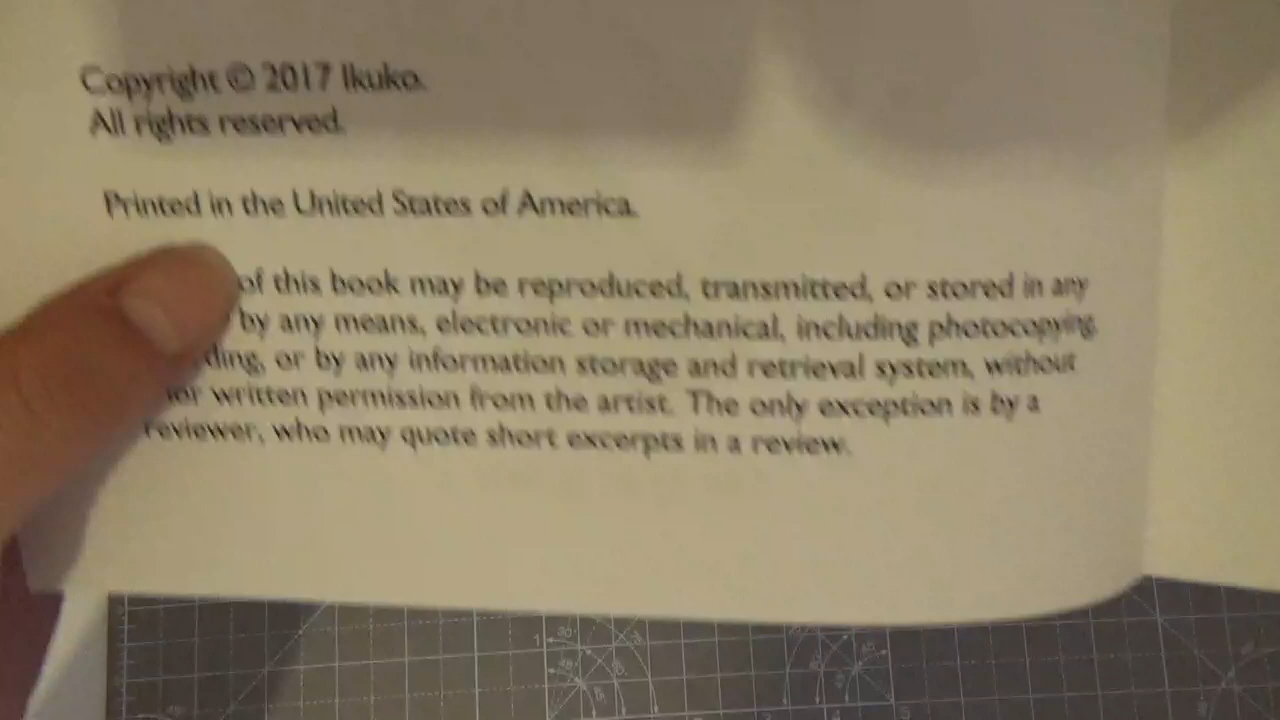 Copyright © 2017 Ikuko.
All rights reserved.
Printed in the United States of America.
of this book may be reproduced, transmitted, or stored in any
by any means, electronic or mechanical, including photocopying,
ding, or by any information storage and retrieval system, without
ior written permission from the artist. The only exception is by a
reviewer, who may quote short excerpts in a review.